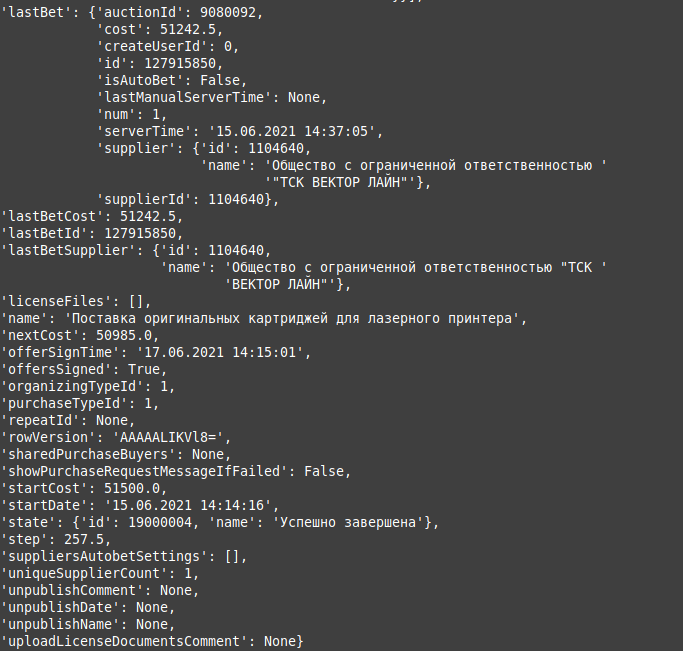 'lastBet': {'auctionId': 9080092,
'cost': 51242.5,
'createUserId': 0,
'id': 127915850,
'isAutoBet': False,
'lastManualServerTime': None,
'num': 1,
'serverTime': '15.06.2021 14:37:05',
'supplier': {'id': 1104640,
'name': 'Общество с ограниченной ответственностью '
'"ТСК ВЕКТОР ЛАЙН"'},
'supplierId': 1104640},
'lastBetCost': 51242.5,
'lastBetId': 127915850,
'lastBetSupplier': {'id': 1104640,
'name': 'Общество с ограниченной ответственностью "ТСК '
'ВЕКТОР ЛАЙН"'},
'licenseFiles': [],
'name': 'Поставка оригинальных картриджей для лазерного принтера',
'nextCost': 50985.0,
'offerSignTime': '17.06.2021 14:15:01',
'offersSigned': True,
'organizingTypeId': 1,
'purchaseTypeId': 1,
'repeatId': None,
'rowVersion': 'AAAAALIKVl8=',
'sharedPurchaseBuyers': None,
'showPurchaseRequestMessageIfFailed': False,
'startCost': 51500.0,
'startDate': '15.06.2021 14:14:16',
'state': {'id': 19000004, 'name': 'Успешно завершена'},
'step': 257.5,
'suppliersAutobetSettings': [],
'uniqueSupplierCount': 1,
'unpublishComment': None,
'unpublishDate': None,
'unpublishName': None,
'uploadLicenseDocumentsComment': None}